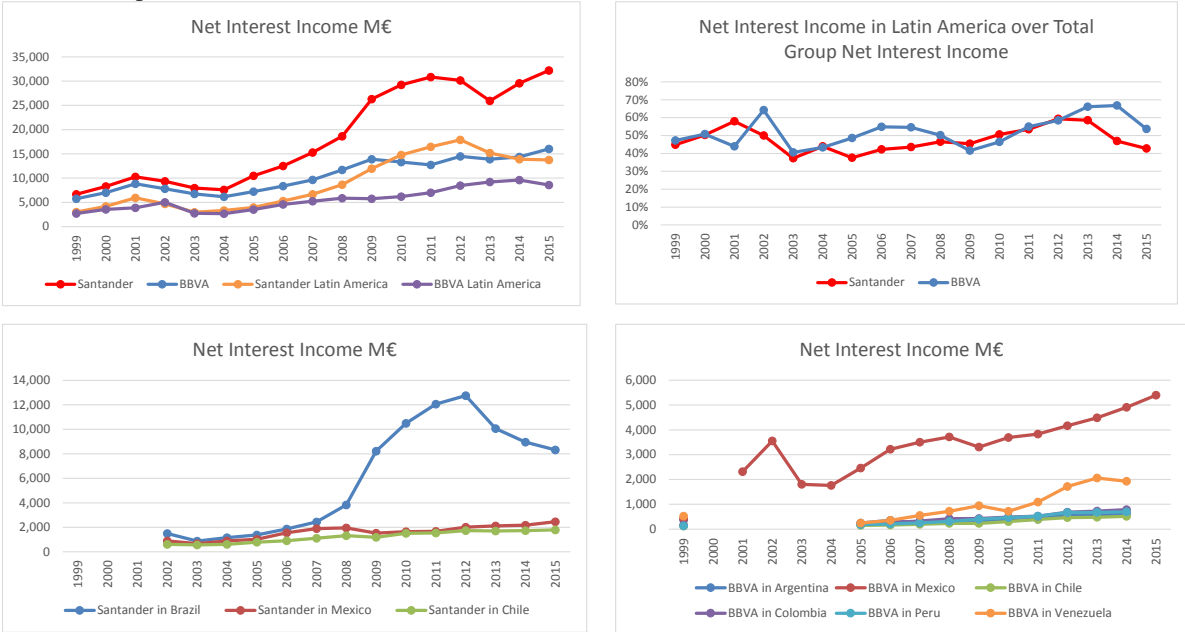 Net Interest Income M€
35,000
30,000
25,000
20,000
15,000
10,000
5,000
0
1999 2000 2001 2002 2003 2004 2005 2006 2007 2008 2009 2010 2011 2012 2013 2014 2015
Santander BBVA Santander Latin America BBVA Latin America
Net Interest Income in Latin America over Total
Group Net Interest Income
80%
70%
60%
50%
40%
30%
20%
10%
0%
1999 2000 2001 2002 2003 2004 2005 2006 2007 2008 2009 2010 2011 2012 2013 2014 2015
Santander BBVA
Net Interest Income M€
14,000
12,000
10,000
8,000
6,000
4,000
2,000
0
1999 2000 2001 2002 2003 2004 2005 2006 2007 2008 2009 2010 2011 2012 2013 2014 2015
Santander in Brazil Santander in Mexico Santander in Chile
Net Interest Income M€
6,000
5,000
4,000
3,000
2,000
1,000
0
1999 2000 2001 2002 2003 2004 2005 2006 2007 2008 2009 2010 2011 2012 2013 2014 2015
BBVA in Argentina BBVA in Mexico BBVA in Chile
BBVA in Colombia BBVA in Peru BBVA in Venezuela